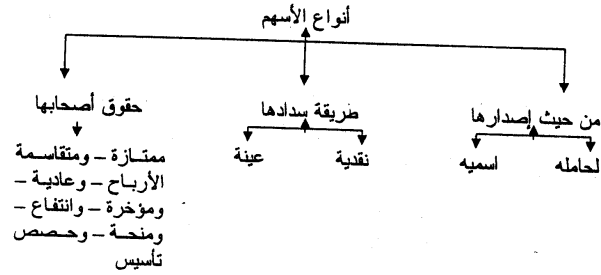 أنواع الأسهم
من حيث إصدارها
طريقة سدادها
حقوق أصحابها
لحامله
اسميه
نقدية
عينة
ممتازة – ومتقاسمة
الأرباح – وعادية –
ومؤخرة – وانتفاع –
ومنحة – وحصص
تأسيس